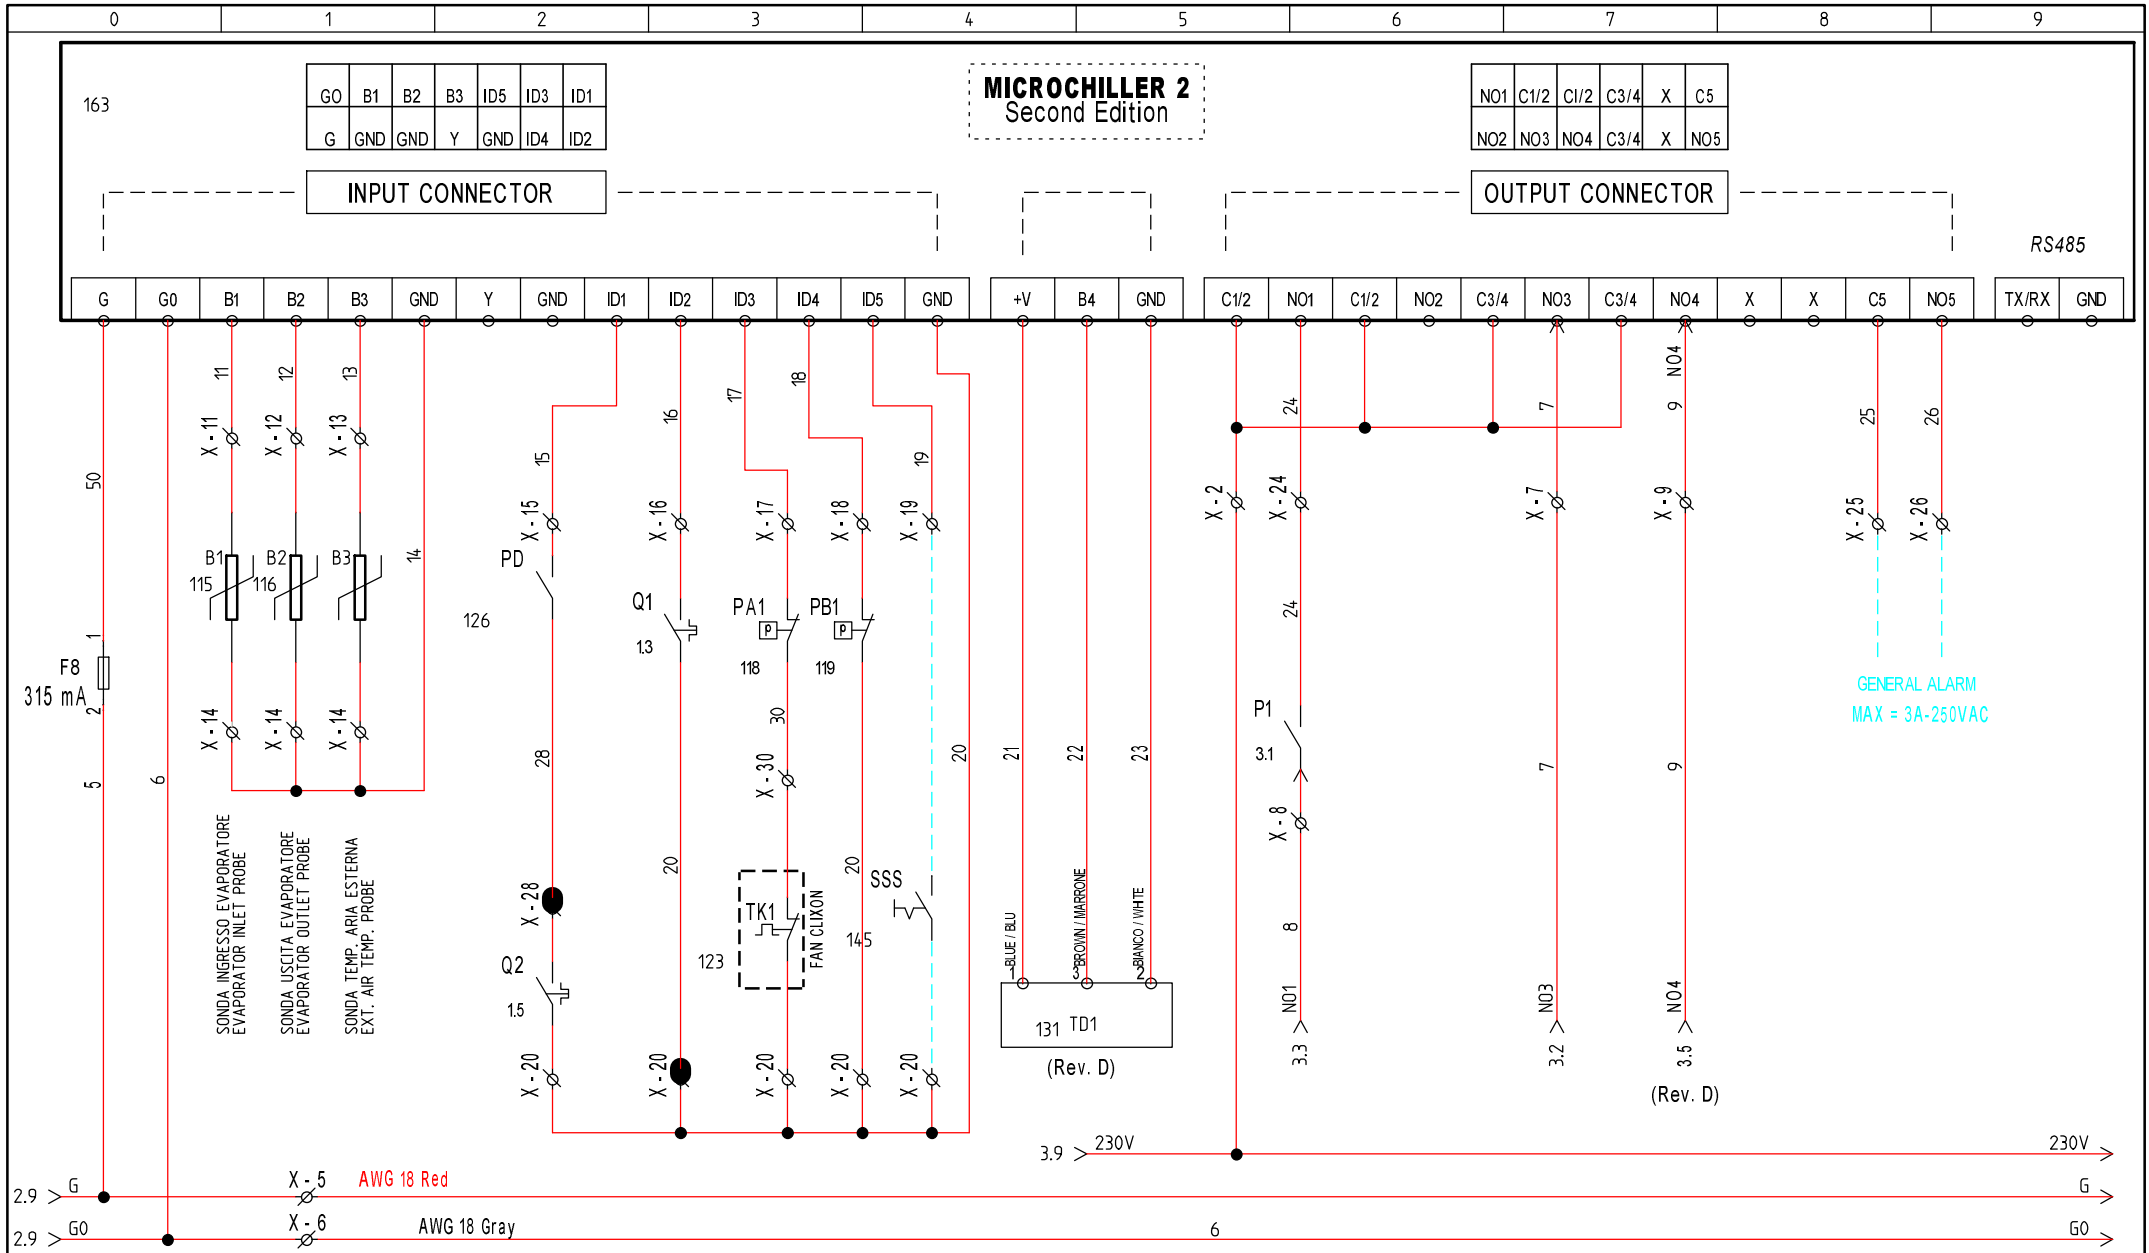 0 1 2 3 4 5 6 7 8 9
163
G0 B1 B2 B3 ID5 ID3 ID1
G GND GND Y GND ID4 ID2
MICROCHILLER 2
Second Edition
NO1 C1/2 CI/2 C3/4 X C5
NO2 NO3 NO4 C3/4 X NO5
INPUT CONNECTOR
OUTPUT CONNECTOR
RS485
G G0 B1 B2 B3 GND Y GND ID1 ID2 ID3 ID4 ID5 GND +V B4 GND C1/2 NO1 C1/2 NO2 C3/4 NO3 C3/4 NO4 X X C5 NO5 TX/RX GND
11 12 13 16 17 18 24 7 9 NO4 25 26
X-11 X-12 X-13
50 15 19
X-15 X-16 X-17 X-18 X-19 X-2 X-24 X-7 X-9 X-25 X-26
B1 B2 B3 14
115 116
PD
126
Q1
1.3
PA1
118
PB1
119
24
1
F8
315 mA
2
GENERAL ALARM
MAX = 3A-250VAC
X-14 X-14 X-14
30
P1
3.1
5 6 28 X-30 20 21 22 23 7 9
X-8
SONDA INGRESSO EVAPORATORE
EVAPORATOR INLET PROBE
SONDA USCITA EVAPORATORE
EVAPORATOR OUTLET PROBE
SONDA TEMP. ARIA ESTERNA
EXT. AIR TEMP. PROBE
20 20
X-28
TK1
FAN CLIXON
123
SSS
145
BLUE / BLU
BROWN / MARRONE
BIANCO / WHITE
8
Q2
1.5
1 3 2
131 TD1
(Rev. D)
NO1 NO3 NO4
3.3 3.2 3.5
(Rev. D)
X-20 X-20 X-20 X-20 X-20
3.9 230V 230V
2.9 G X-5 AWG 18 Red G
2.9 G0 X-6 AWG 18 Gray 6 G0